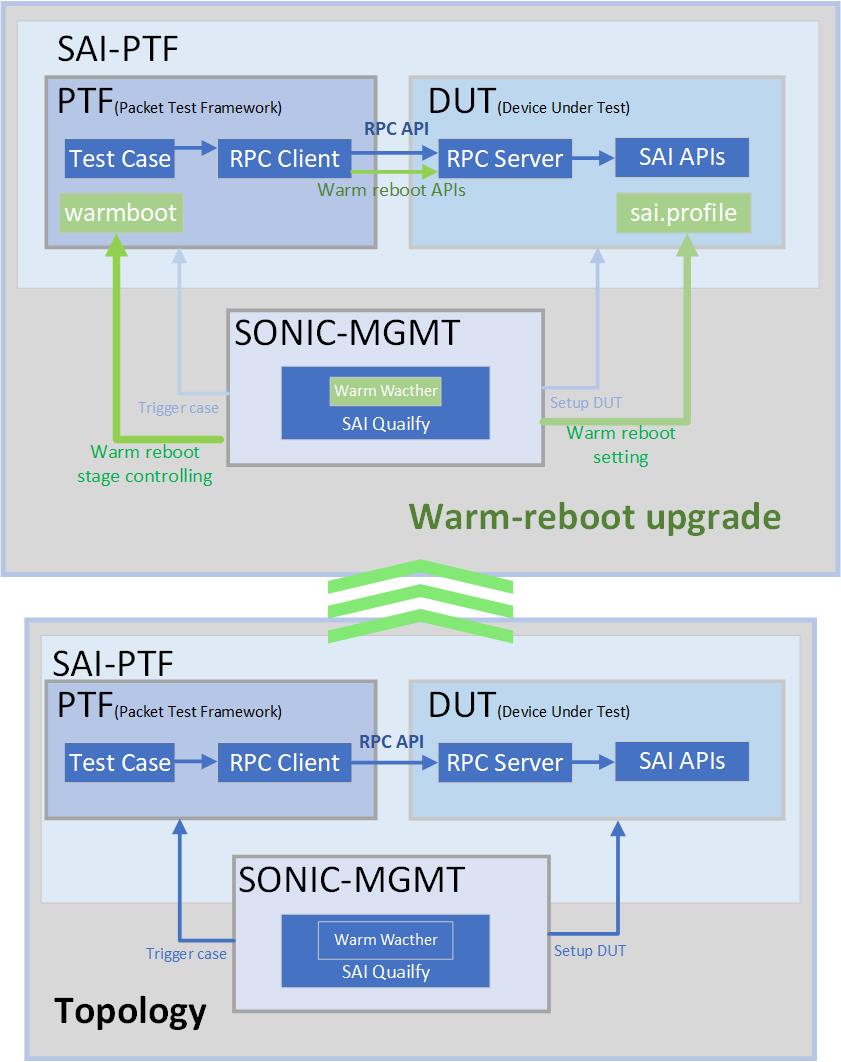 SAI-PTF
PTF(Packet Test Framework)
DUT(Device Under Test)
RPC API
Test Case
RPC Client
RPC Server
SAI APIs
Warm reboot APIs
warmboot
sai.profile
SONIC-MGMT
Warm Wacther
SAI Quailfy
Trigger case
Setup DUT
Warm reboot
stage controlling
Warm reboot
setting
Warm-reboot upgrade
SAI-PTF
PTF(Packet Test Framework)
DUT(Device Under Test)
RPC API
Test Case
RPC Client
RPC Server
SAI APIs
SONIC-MGMT
Warm Wacther
SAI Quailfy
Trigger case
Setup DUT
Topology